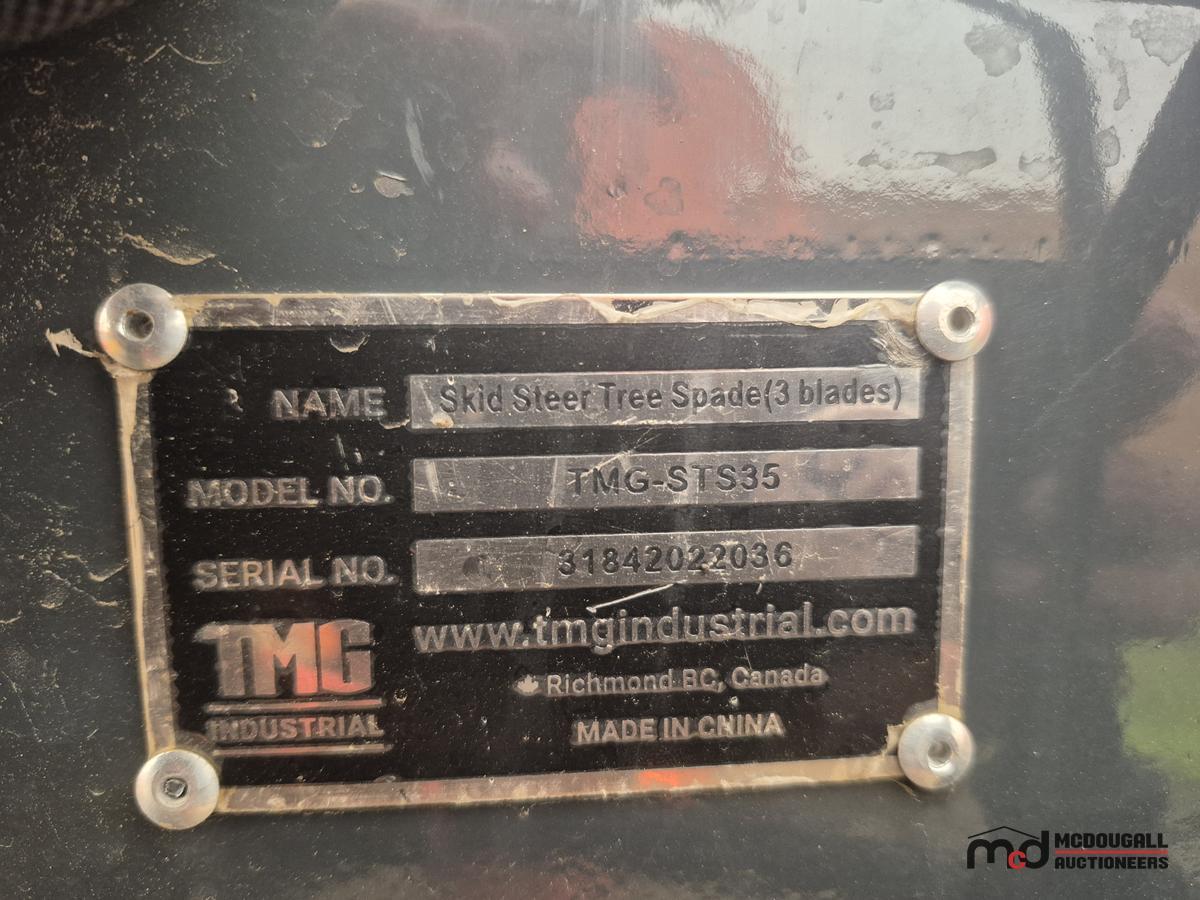 NAME Skid Steer Tree Spade(3 blades)
MODEL NO. TMG-STS35
SERIAL NO. 31842022036
TMG
INDUSTRIAL
www.tmgindustrial.com
Richmond BC, Canada
MADE IN CHINA
mcd
MCDOUGALL
AUCTIONEERS